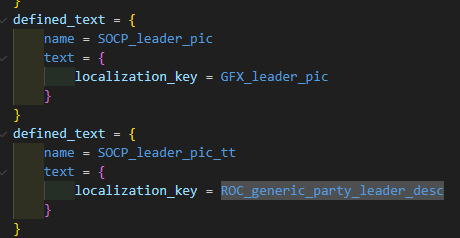 }
defined_text = {
name = SOCP_leader_pic
text = {
localization_key = GFX_leader_pic
}
}
defined_text = {
name = SOCP_leader_pic_tt
text = {
localization_key = ROC_generic_party_leader_desc
}
}